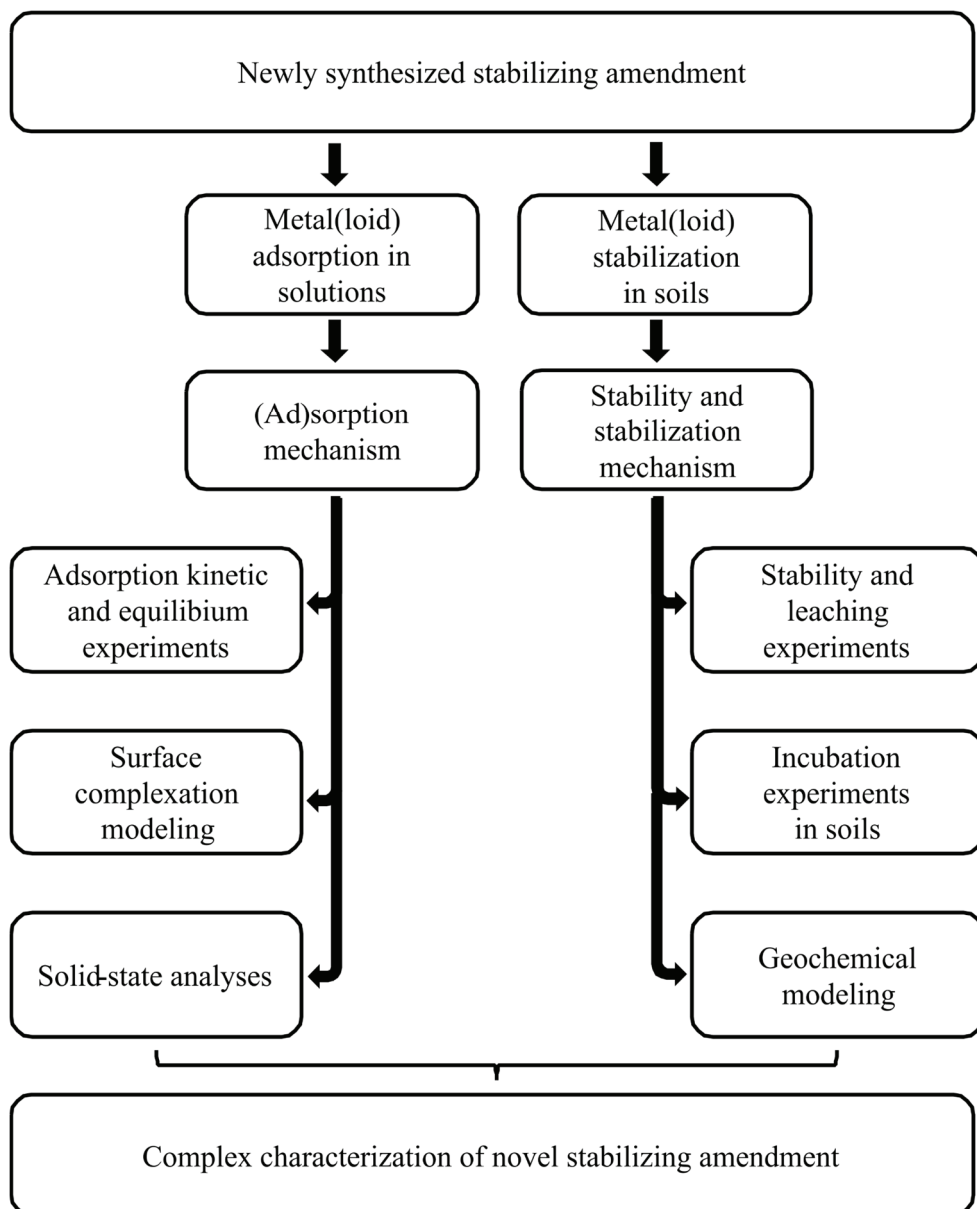 Newly synthesized stabilizing amendment
Metal(loid)
adsorption in
solutions
Metal(loid)
stabilization
in soils
(Ad)sorption
mechanism
Stability and
stabilization
mechanism
Adsorption kinetic
and equilibium
experiments
Stability and
leaching
experiments
Surface
complexation
modeling
Incubation
experiments
in soils
Solid-state analyses
Geochemical
modeling
Complex characterization of novel stabilizing amendment